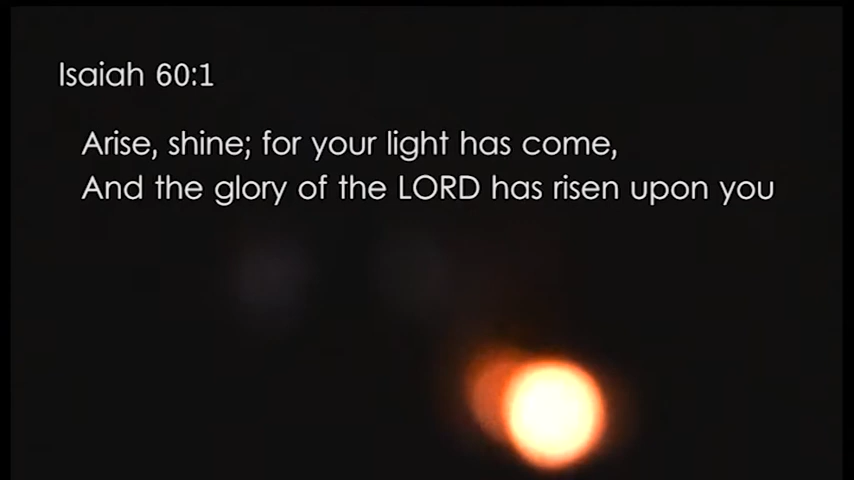 Isaiah 60:1
Arise, shine; for your light has come,
And the glory of the LORD has risen upon you